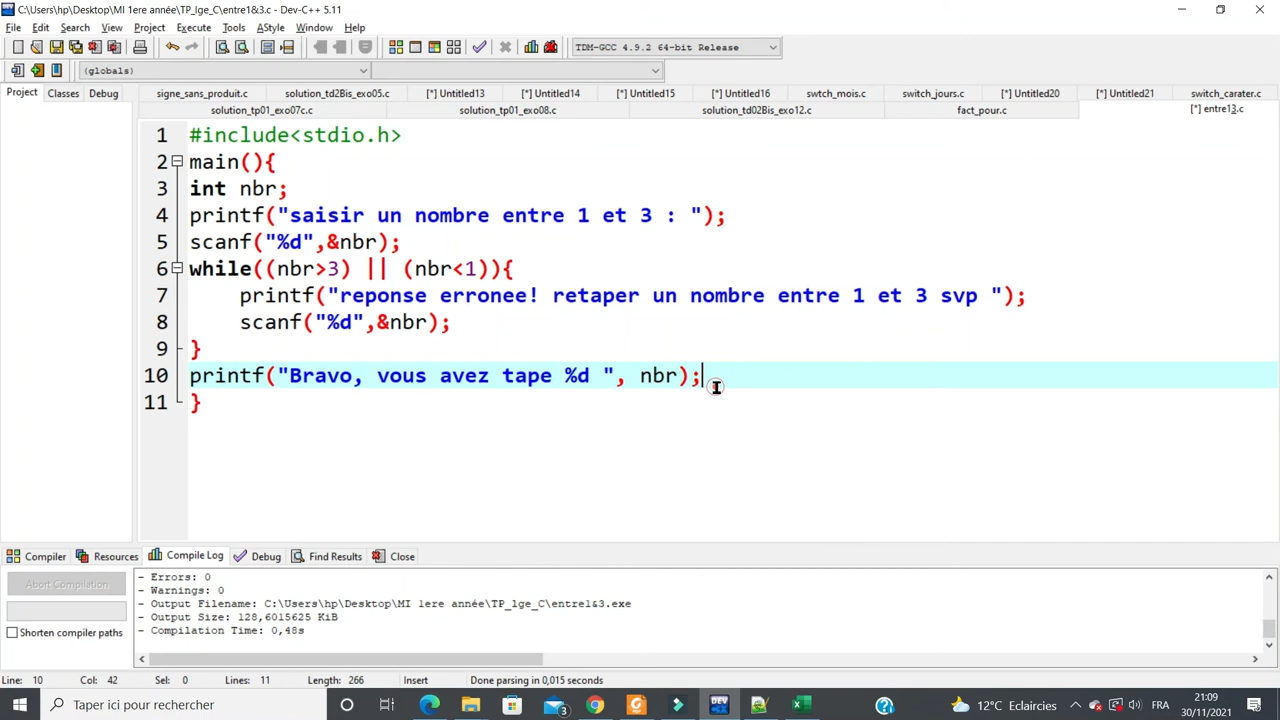 C:\Users\hp\Desktop\MI 1ere année\TP_lge_C\entre1&3.c - Dev-C++ 5.11
File Edit Search View Project Execute Tools AStyle Window Help
TDM-GCC 4.9.2 64-bit Release
(globals)
Project Classes Debug
signe_sans_produit.c solution_td2Bis_exo05.c [*] Untitled13 [*] Untitled14 [*] Untitled15 [*] Untitled16 swtch_mois.c switch_jours.c [*] Untitled20 [*] Untitled21 switch_carater.c
solution_tp01_exo07c.c solution_tp01_exo08.c solution_td02Bis_exo12.c fact_pour.c [*] entre13.c
1 #include<stdio.h>
2 main(){
3 int nbr;
4 printf("saisir un nombre entre 1 et 3 : ");
5 scanf("%d",&nbr);
6 while((nbr>3) || (nbr<1)){
7 printf("reponse erronee! retaper un nombre entre 1 et 3 svp ");
8 scanf("%d",&nbr);
9 }
10 printf("Bravo, vous avez tape %d ", nbr);
11 }
Compiler Resources Compile Log Debug Find Results Close
Abort Compilation
Shorten compiler paths
- Errors: 0
- Warnings: 0
- Output Filename: C:\Users\hp\Desktop\MI 1ere année\TP_lge_C\entre1&3.exe
- Output Size: 128,6015625 KiB
- Compilation Time: 0,48s
Line: 10 Col: 42 Sel: 0 Lines: 11 Length: 266 Insert Done parsing in 0,015 seconds
Taper ici pour rechercher
3
DEV
12°C Eclaircies
FRA
21:09
30/11/2021